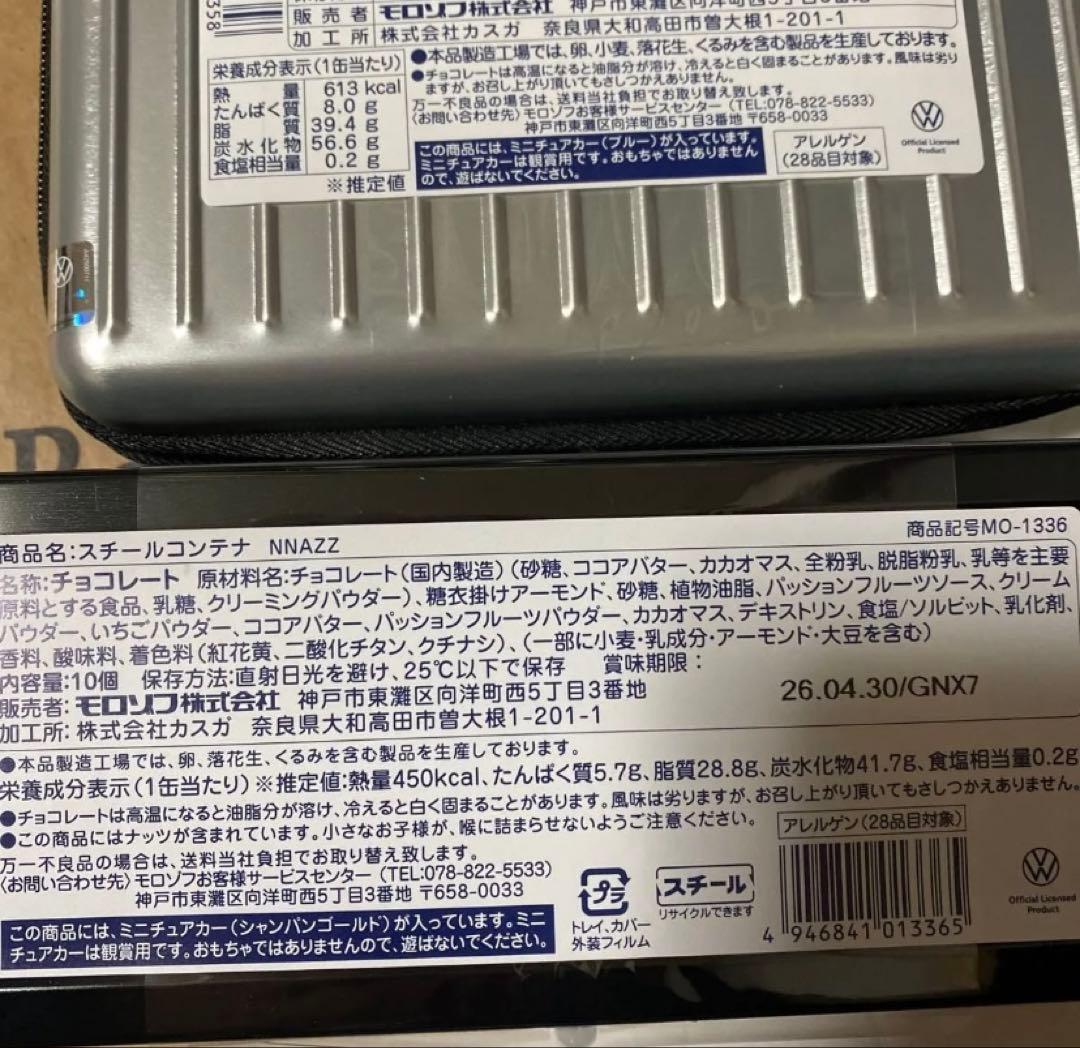 358
販売者 モロゾフ株式会社 神戸市東灘区向洋町西5丁目3番地
加工所 株式会社カスガ 奈良県大和高田市曽大根1-201-1
栄養成分表示(1缶当たり)
熱量 613 kcal
たんぱく質 8.0 g
脂質 39.4 g
炭水化物 56.6 g
食塩相当量 0.2 g
※推定値
●本品製造工場では、卵、小麦、落花生、くるみを含む製品を生産しております。
●チョコレートは高温になると油脂分が溶け、冷えると白く固まることがあります。風味は劣り
ますが、お召し上がり頂いてもさしつかえありません。
万一不良品の場合は、送料当社負担でお取り替え致します。
〈お問い合わせ先〉モロゾフお客様サービスセンター(TEL:078-822-5533)
神戸市東灘区向洋町西5丁目3番地 〒658-0033
この商品には、ミニチュアカー(ブルー)が入っています。
ミニチュアカーは観賞用です。おもちゃではありません
ので、遊ばないでください。
アレルゲン
(28品目対象)
Official Licensed
Product
商品記号MO-1336
商品名:スチールコンテナ NNAZZ
名称:チョコレート 原材料名:チョコレート(国内製造)(砂糖、ココアバター、カカオマス、全粉乳、脱脂粉乳、乳等を主要
原料とする食品、乳糖、クリーミングパウダー)、糖衣掛けアーモンド、砂糖、植物油脂、パッションフルーツソース、クリーム
パウダー、いちごパウダー、ココアバター、パッションフルーツパウダー、カカオマス、デキストリン、食塩/ソルビット、乳化剤、
香料、酸味料、着色料(紅花黄、二酸化チタン、クチナシ)、(一部に小麦・乳成分・アーモンド・大豆を含む)
内容量:10個 保存方法:直射日光を避け、25℃以下で保存 賞味期限:
販売者:モロゾフ株式会社 神戸市東灘区向洋町西5丁目3番地
26.04.30/GNX7
加工所:株式会社カスガ 奈良県大和高田市曽大根1-201-1
●本品製造工場では、卵、落花生、くるみを含む製品を生産しております。
栄養成分表示(1缶当たり)※推定値:熱量450kcal、たんぱく質5.7g、脂質28.8g、炭水化物41.7g、食塩相当量0.2g
●チョコレートは高温になると油脂分が溶け、冷えると白く固まることがあります。風味は劣りますが、お召し上がり頂いてもさしつかえありません。
●この商品にはナッツが含まれています。小さなお子様が、喉に詰まらせないようご注意ください。
万一不良品の場合は、送料当社負担でお取り替え致します。
〈お問い合わせ先〉モロゾフお客様サービスセンター(TEL:078-822-5533)
神戸市東灘区向洋町西5丁目3番地 〒658-0033
この商品には、ミニチュアカー(シャンパンゴールド)が入っています。ミニ
チュアカーは観賞用です。おもちゃではありませんので、遊ばないでください。
プラ
トレイ、カバー
外装フィルム
スチール
リサイクルできます
アレルゲン(28品目対象)
4 946841 013365
Official Licensed
Product